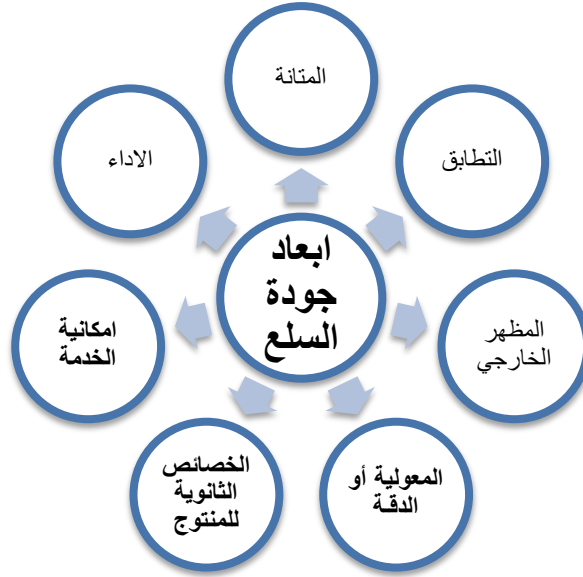 المتانة
التطابق
الاداء
ابعاد
جودة
السلع
المظهر
الخارجي
امكانية
الخدمة
المعولية أو
الدقة
الخصائص
الثانوية
للمنتوج